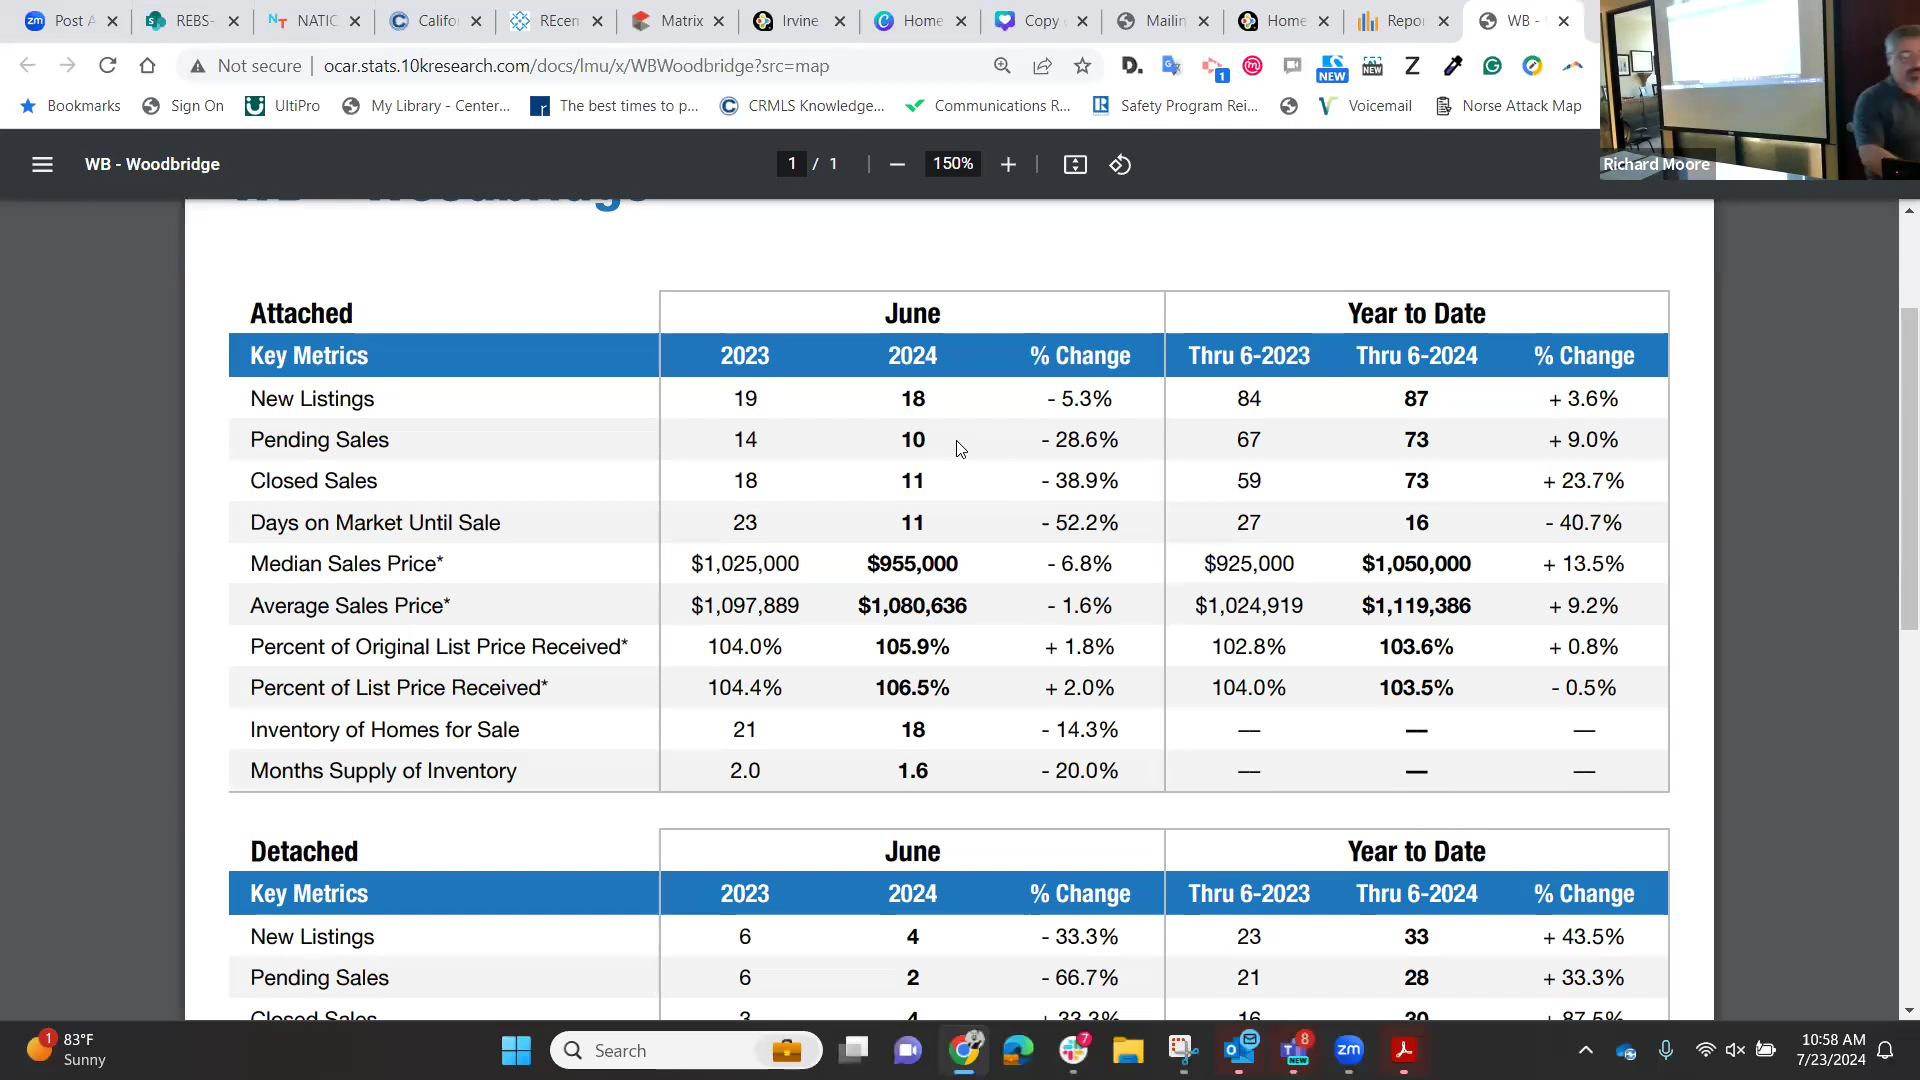 Post A
REBS-
NATIC
Califor
REcen
Matrix
Irvine
Home
Copy
Mailin
Home
Repo
WB -
Not secure
ocar.stats.10kresearch.com/docs/lmu/x/WBWoodbridge?src=map
Bookmarks
Sign On
UltiPro
My Library - Center...
The best times to p...
CRMLS Knowledge...
Communications R...
Safety Program Rei...
Voicemail
Norse Attack Map
WB - Woodbridge
1 / 1
150%
Richard Moore
Attached June Year to Date
Key Metrics 2023 2024 % Change Thru 6-2023 Thru 6-2024 % Change
New Listings 19 18 - 5.3% 84 87 + 3.6%
Pending Sales 14 10 - 28.6% 67 73 + 9.0%
Closed Sales 18 11 - 38.9% 59 73 + 23.7%
Days on Market Until Sale 23 11 - 52.2% 27 16 - 40.7%
Median Sales Price* $1,025,000 $955,000 - 6.8% $925,000 $1,050,000 + 13.5%
Average Sales Price* $1,097,889 $1,080,636 - 1.6% $1,024,919 $1,119,386 + 9.2%
Percent of Original List Price Received* 104.0% 105.9% + 1.8% 102.8% 103.6% + 0.8%
Percent of List Price Received* 104.4% 106.5% + 2.0% 104.0% 103.5% - 0.5%
Inventory of Homes for Sale 21 18 - 14.3% — — —
Months Supply of Inventory 2.0 1.6 - 20.0% — — —
Detached June Year to Date
Key Metrics 2023 2024 % Change Thru 6-2023 Thru 6-2024 % Change
New Listings 6 4 - 33.3% 23 33 + 43.5%
Pending Sales 6 2 - 66.7% 21 28 + 33.3%
Closed Sales 3 4 + 33.3% 16 30 + 87.5%
83°F
Sunny
Search
10:58 AM
7/23/2024